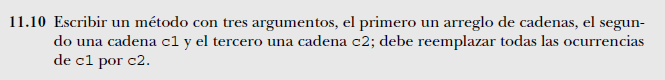 11.10 Escribir un método con tres argumentos, el primero un arreglo de cadenas, el segun-
do una cadena c1 y el tercero una cadena c2; debe reemplazar todas las ocurrencias
de c1 por c2.